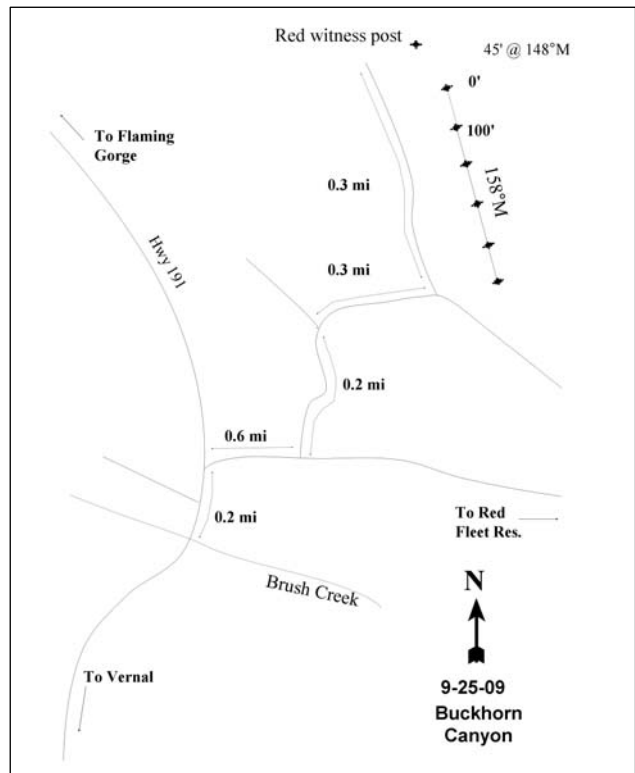 Red witness post
45' @ 148°M
0'
To Flaming
Gorge
100'
0.3 mi
158°M
Hwy 191
0.3 mi
0.2 mi
0.6 mi
0.2 mi
To Red
Fleet Res.
Brush Creek
N
To Vernal
9-25-09
Buckhorn
Canyon